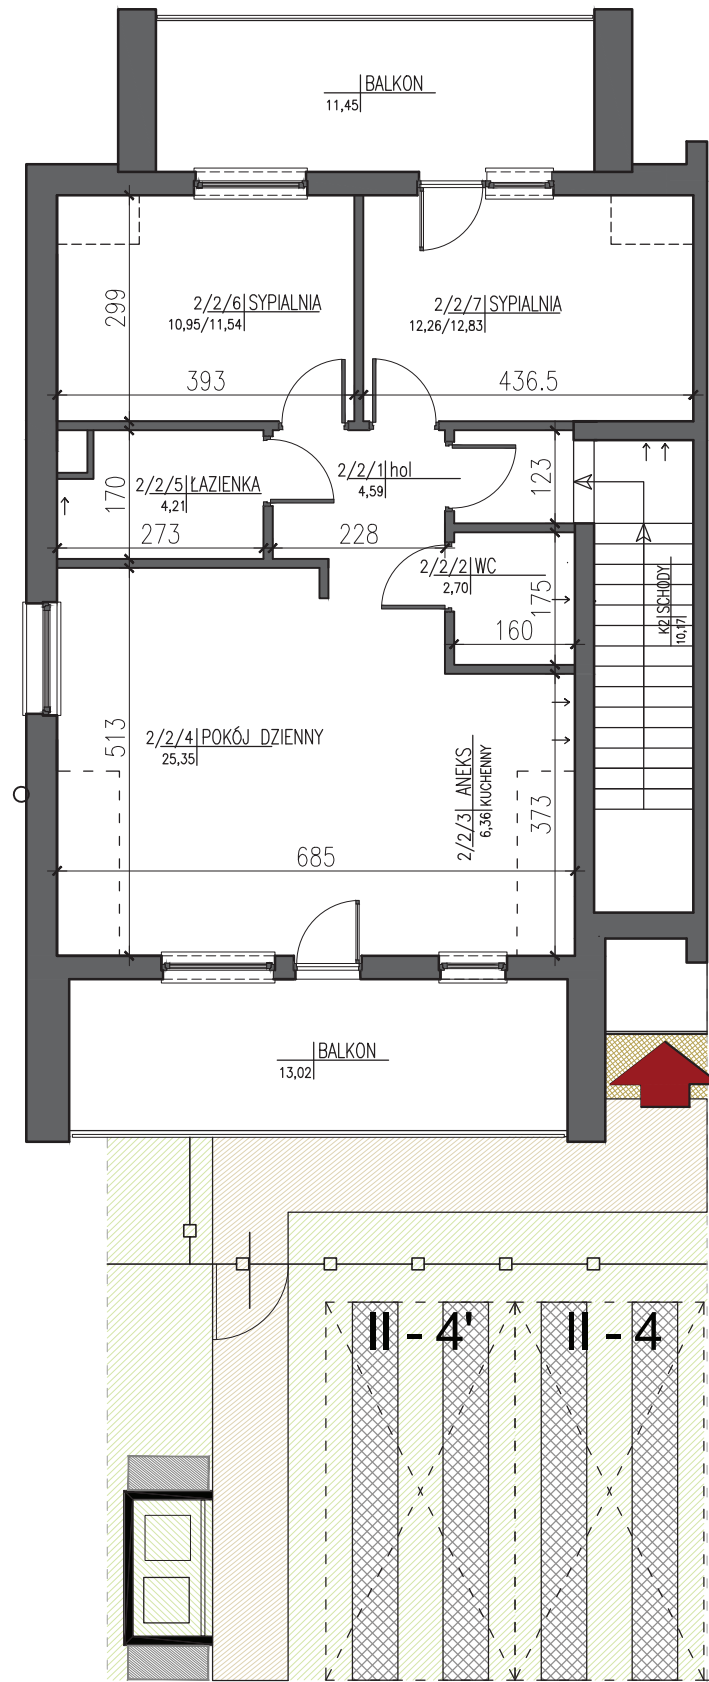 BALKON
11,45
2/2/6 SYPIALNIA
10,95/11,54
2/2/7 SYPIALNIA
12,26/12,83
299
393
436.5
2/2/5 ŁAZIENKA
4,21
2/2/1 hol
4,59
170
123
273
228
2/2/2 WC
2,70
175
160
K2 SCHODY
10,17
2/2/4 POKÓJ DZIENNY
25,35
513
2/2/3 ANEKS
6,36 KUCHENNY
373
685
BALKON
13,02
II - 4'
II - 4